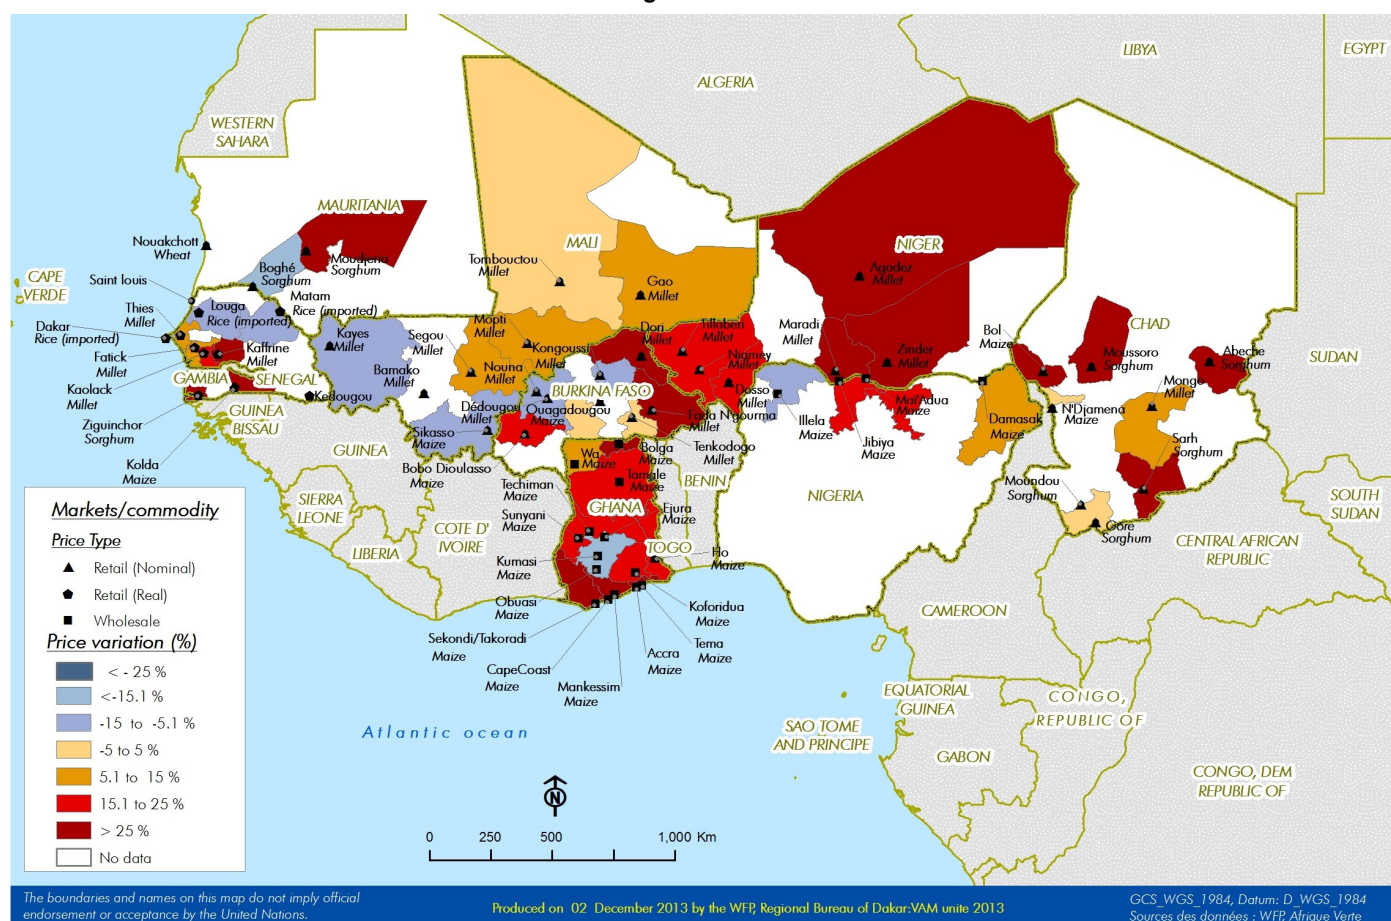 LIBYA
EGYPT
ALGERIA
WESTERN
SAHARA
MAURITANIA
Nouakchott
Wheat
Moudjeria
Sorghum
Boghé
Sorghum
MALI
NIGER
Tombouctou
Millet
Gao
Millet
Agadez
Millet
CAPE
VERDE
Saint louis
Thies
Millet
Louga
Rice (imported)
Matam
Rice (imported)
Dakar
Rice (imported)
Fatick
Millet
Kaffrine
Millet
Kaolack
Millet
GAMBIA
SENEGAL
Ziguinchor
Sorghum
Kedougou
Kolda
Maize
GUINEA
BISSAU
GUINEA
SIERRA
LEONE
LIBERIA
COTE D'
IVOIRE
Kayes
Millet
Bamako
Millet
Segou
Millet
Mopti
Millet
Kongoussi
Millet
Nouna
Millet
Dori
Millet
Tillaberi
Millet
Niamey
Millet
Dosso
Millet
Maradi
Millet
Zinder
Millet
BURKINA FASO
Dédougou
Millet
Ouagadougou
Maize
Sikasso
Maize
Fada N'gourma
Millet
Tenkodogo
Millet
Bobo Dioulasso
Maize
Illela
Maize
Mai'Adua
Maize
Jibiya
Maize
Damasak
Maize
NIGERIA
BENIN
TOGO
GHANA
Wa
Maize
Bolga
Maize
Tamale
Maize
Techiman
Maize
Ejura
Maize
Sunyani
Maize
Kumasi
Maize
Ho
Maize
Obuasi
Maize
Koforidua
Maize
Sekondi/Takoradi
Maize
Tema
Maize
Accra
Maize
CapeCoast
Maize
Mankessim
Maize
CHAD
Bol
Moussoro
Sorghum
Abeche
Sorghum
Mongo
Millet
N'Djamena
Maize
Sarh
Sorghum
Moundou
Sorghum
Gore
Sorghum
SUDAN
SOUTH
SUDAN
CENTRAL AFRICAN
REPUBLIC
CAMEROON
EQUATORIAL
GUINEA
SAO TOME
AND PRINCIPE
GABON
CONGO,
REPUBLIC OF
CONGO, DEM
REPUBLIC OF
Atlantic ocean
N
0 250 500 1,000 Km
Markets/commodity
Price Type
Retail (Nominal)
Retail (Real)
Wholesale
Price variation (%)
< - 25 %
<-15.1 %
-15 to -5.1 %
-5 to 5 %
5.1 to 15 %
15.1 to 25 %
> 25 %
No data
The boundaries and names on this map do not imply official
endorsement or acceptance by the United Nations.
Produced on 02 December 2013 by the WFP, Regional Bureau of Dakar:VAM unite 2013
GCS_WGS_1984, Datum: D_WGS_1984
Sources des données : WFP, Afrique Verte